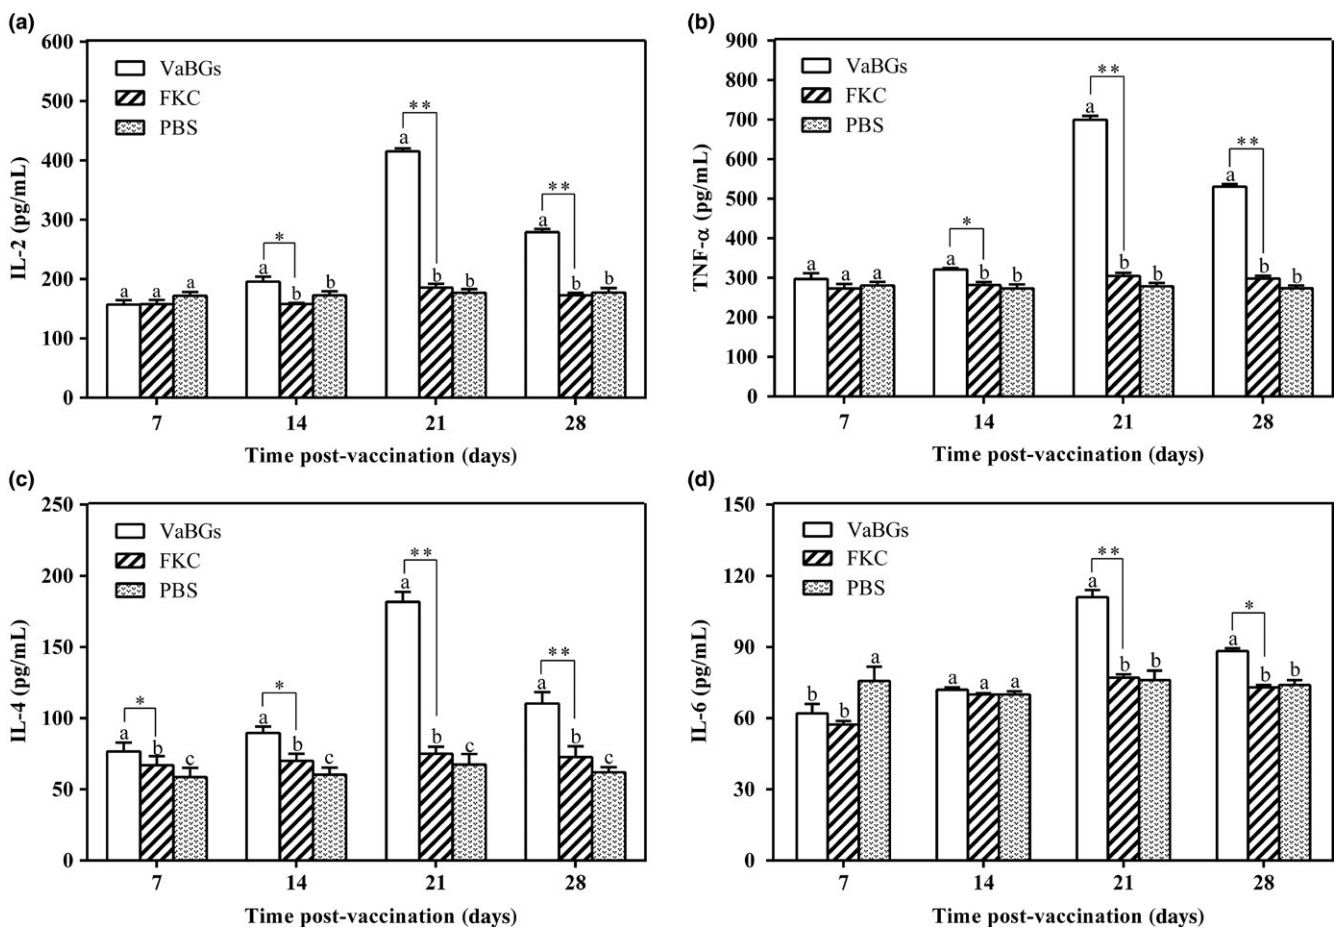 (a)
600
500
400
300
200
100
0
IL-2 (pg/mL)
VaBGs
FKC
PBS
a a a
* a b b
** a b b
** a b b
7 14 21 28
Time post-vaccination (days)
(b)
900
800
700
600
500
400
300
200
100
0
TNF-α (pg/mL)
VaBGs
FKC
PBS
a a a
* a b b
** a b b
** a b b
7 14 21 28
Time post-vaccination (days)
(c)
250
200
150
100
50
0
IL-4 (pg/mL)
VaBGs
FKC
PBS
* a b c
* a b c
** a b c
** a b c
7 14 21 28
Time post-vaccination (days)
(d)
150
120
90
60
30
0
IL-6 (pg/mL)
VaBGs
FKC
PBS
b b a
a a a
** a b b
* a b b
7 14 21 28
Time post-vaccination (days)